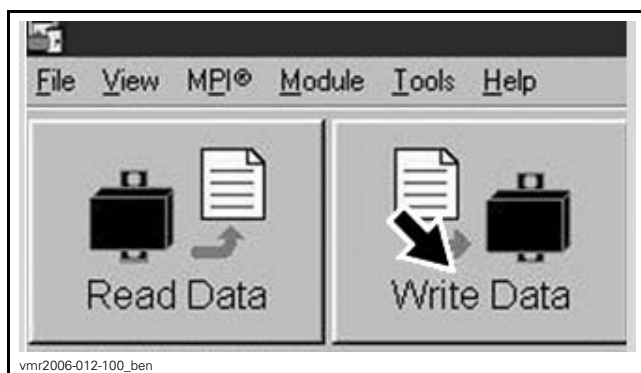 File View MPI® Module Tools Help
Read Data Write Data
vmr2006-012-100_ben